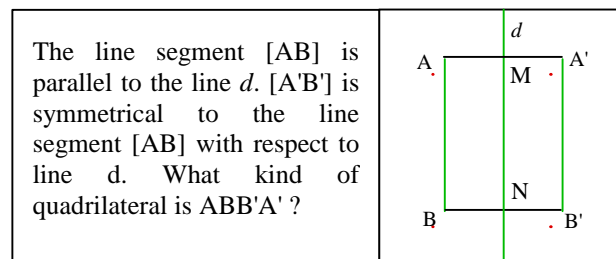 The line segment [AB] is
parallel to the line d. [A'B'] is
symmetrical to the line
segment [AB] with respect to
line d. What kind of
quadrilateral is ABB'A' ?
d
A
A'
M
N
B
B'